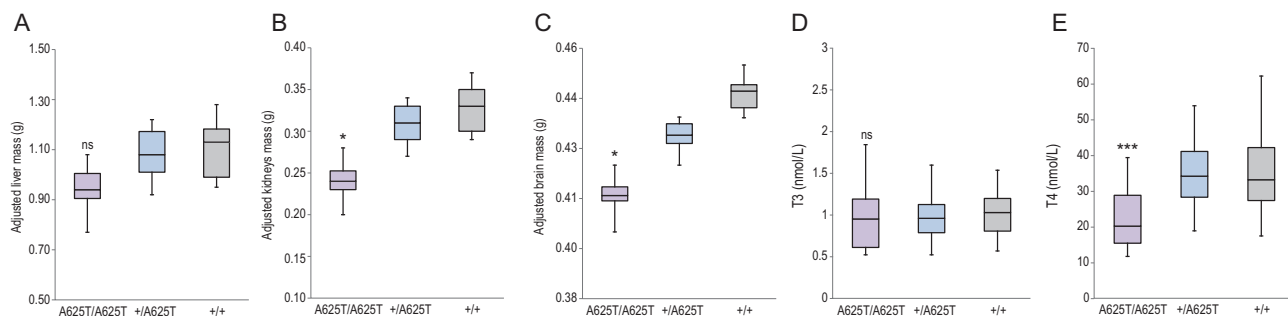 A
Adjusted liver mass (g)
1.50
1.30
1.10
0.90
0.70
0.50
ns
A625T/A625T +/A625T +/+
B
Adjusted kidneys mass (g)
0.40
0.35
0.30
0.25
0.20
0.15
0.10
*
A625T/A625T +/A625T +/+
C
Adjusted brain mass (g)
0.46
0.44
0.43
0.41
0.40
0.38
*
A625T/A625T +/A625T +/+
D
T3 (nmol/L)
3
2.5
2
1.5
1
0.5
0
ns
A625T/A625T +/A625T +/+
E
T4 (nmol/L)
70
60
50
40
30
20
10
0
***
A625T/A625T +/A625T +/+